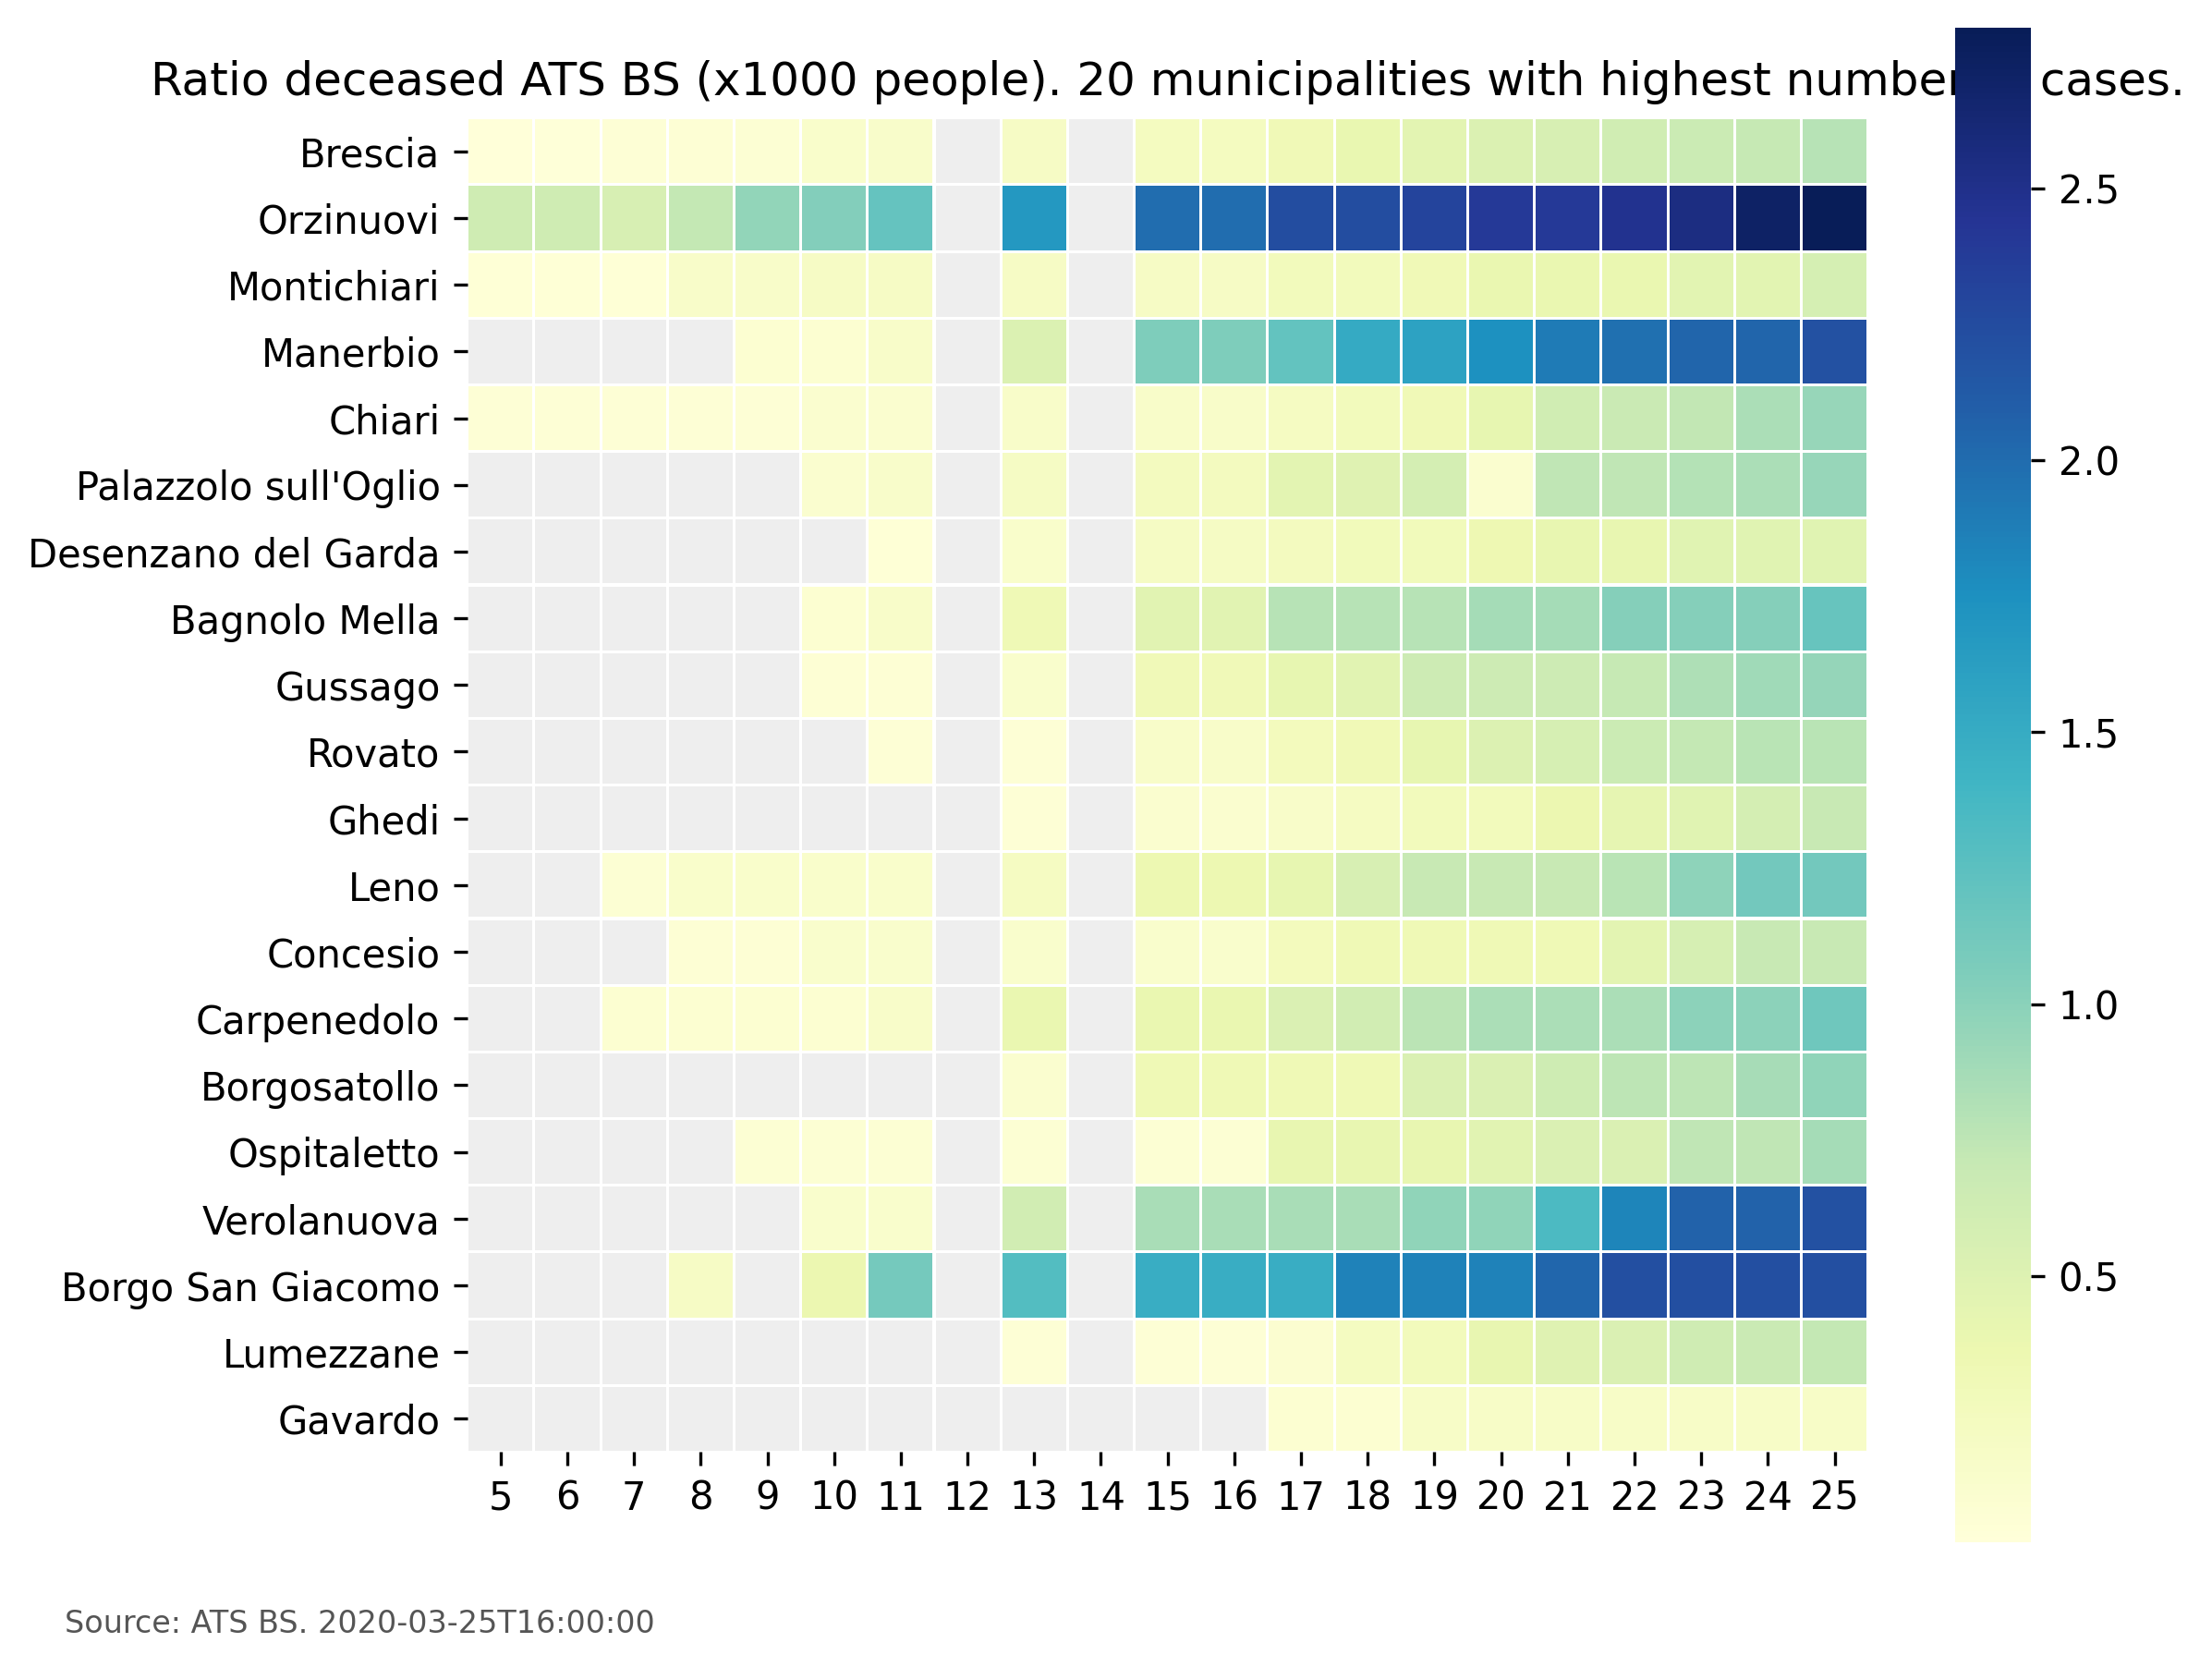 Ratio deceased ATS BS (x1000 people). 20 municipalities with highest number cases.
Brescia
Orzinuovi
Montichiari
Manerbio
Chiari
Palazzolo sull'Oglio
Desenzano del Garda
Bagnolo Mella
Gussago
Rovato
Ghedi
Leno
Concesio
Carpenedolo
Borgosatollo
Ospitaletto
Verolanuova
Borgo San Giacomo
Lumezzane
Gavardo
5 6 7 8 9 10 11 12 13 14 15 16 17 18 19 20 21 22 23 24 25
2.5
2.0
1.5
1.0
0.5
Source: ATS BS. 2020-03-25T16:00:00